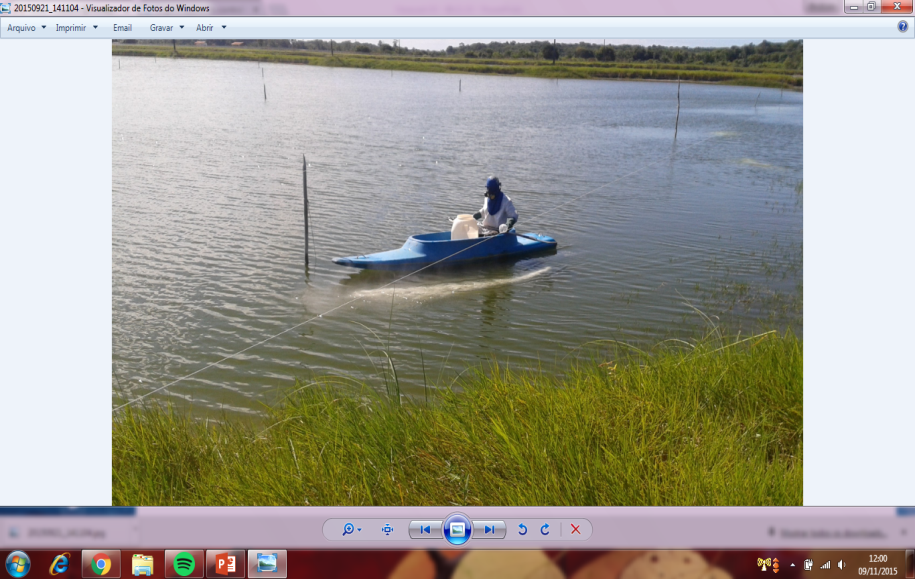 20150921_141104 - Visualizador de Fotos do Windows
Arquivo Imprimir Email Gravar Abrir
12:00
09/11/2015